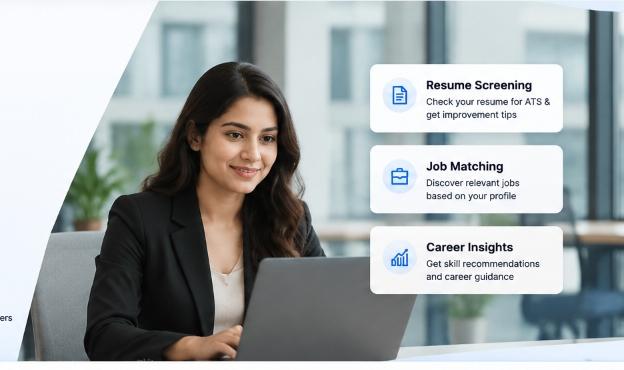 Resume Screening
Check your resume for ATS &
get improvement tips
Job Matching
Discover relevant jobs
based on your profile
Career Insights
Get skill recommendations
and career guidance
ers